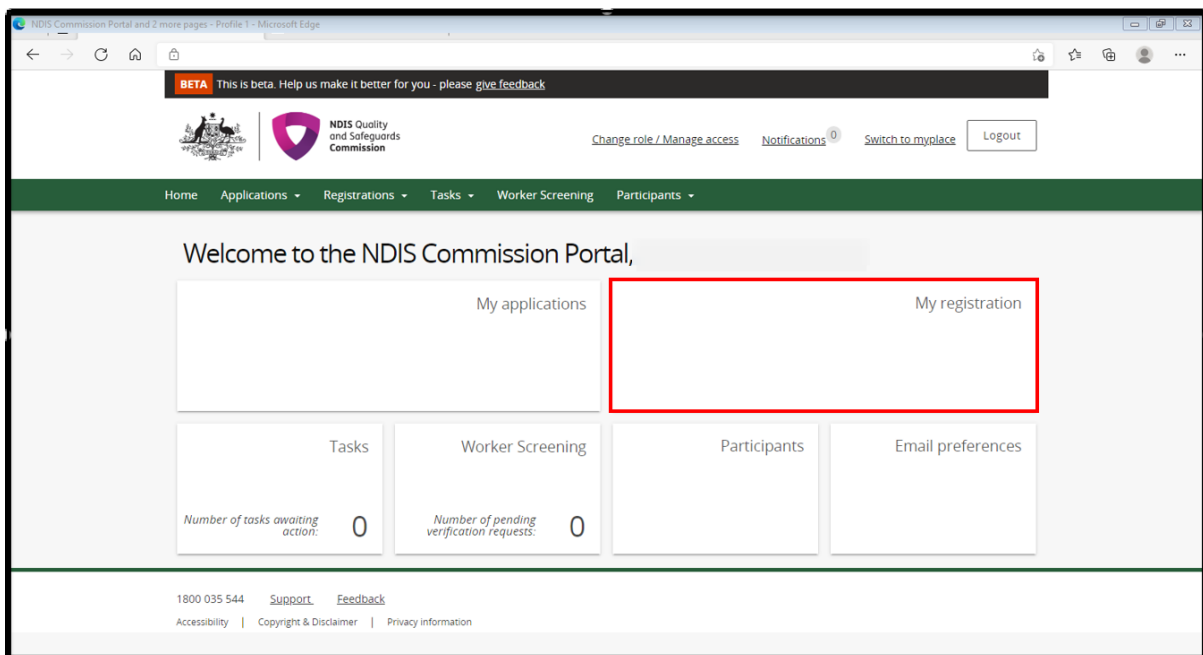 NDIS Commission Portal and 2 more pages - Profile 1 - Microsoft Edge
BETA This is beta. Help us make it better for you - please give feedback
NDIS Quality
and Safeguards
Commission
Change role / Manage access Notifications 0 Switch to myplace Logout
Home Applications Registrations Tasks Worker Screening Participants
Welcome to the NDIS Commission Portal,
My applications My registration
Tasks Worker Screening Participants Email preferences
Number of tasks awaiting
action: 0
Number of pending
verification requests: 0
1800 035 544 Support Feedback
Accessibility | Copyright & Disclaimer | Privacy information